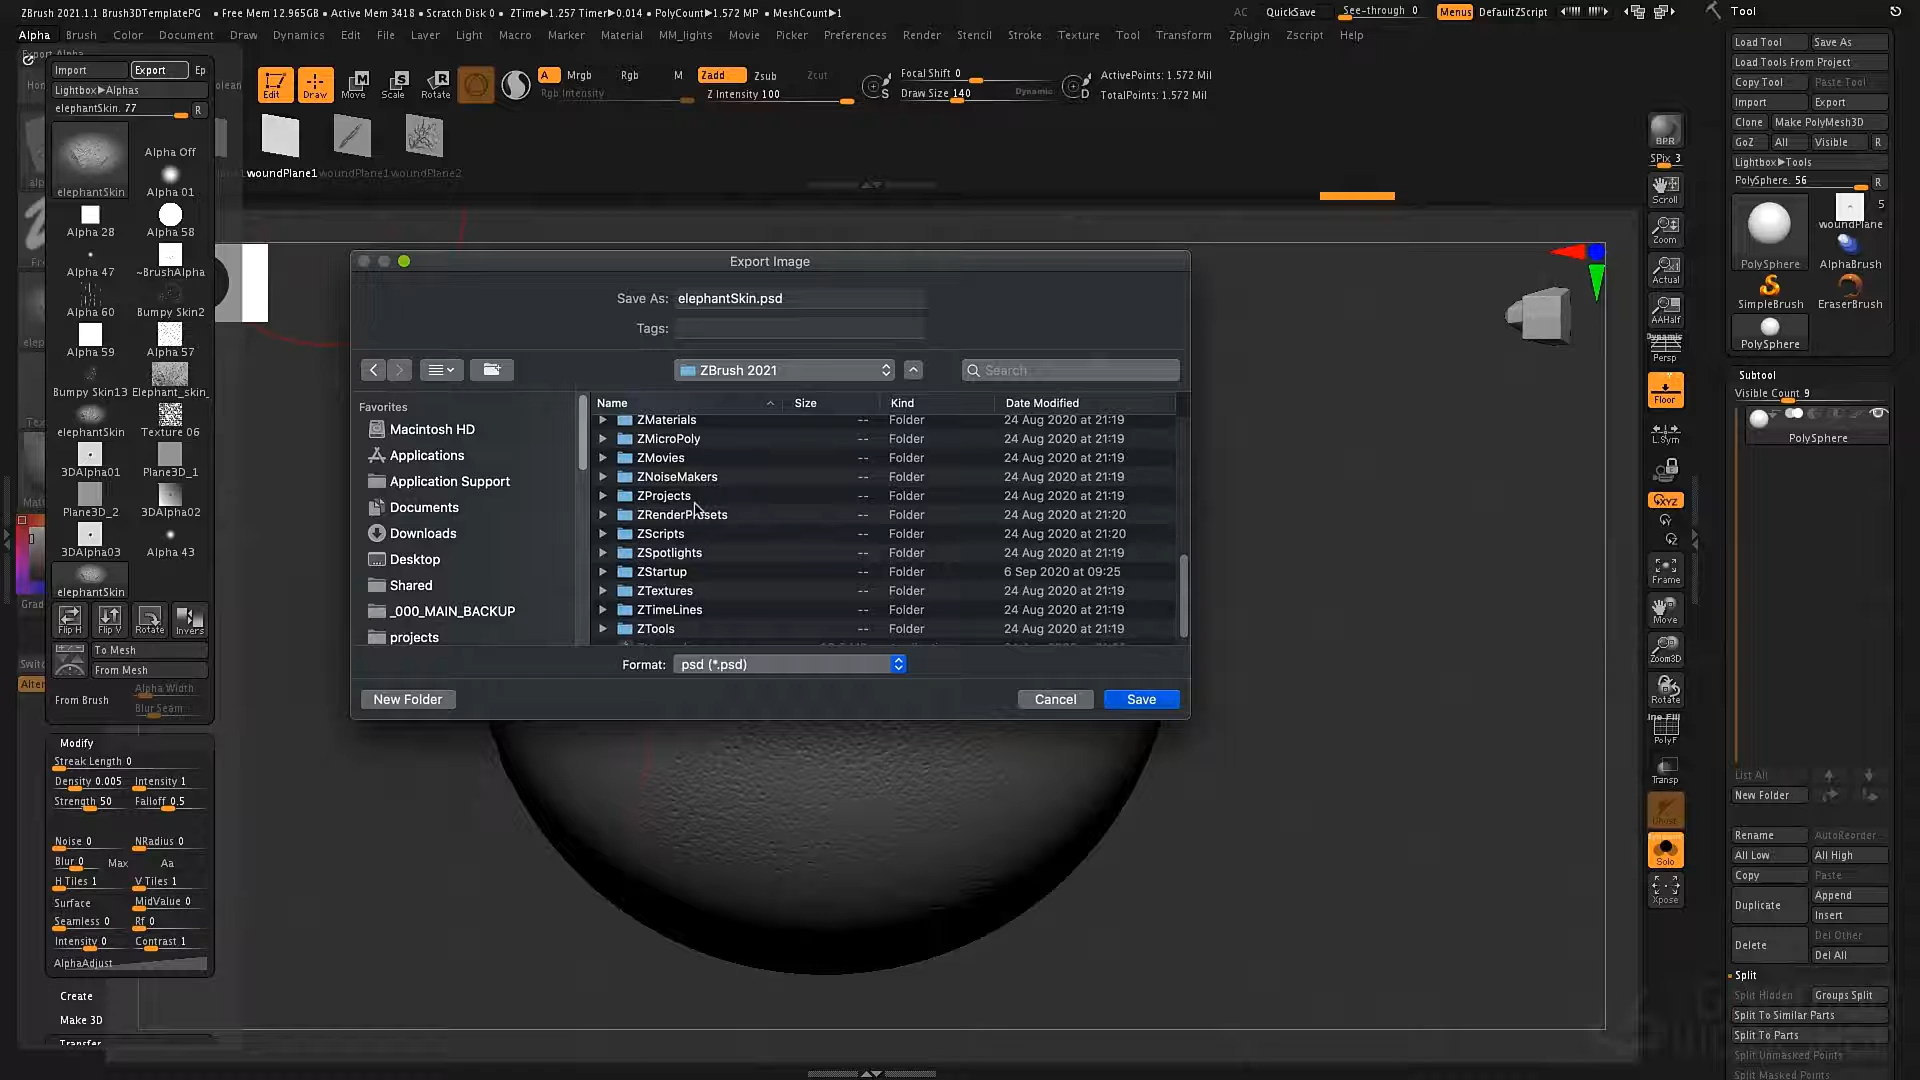 ZBrush 2021.1.1 Brush3DTemplatePG • Free Mem 12.965GB • Active Mem 3418 • Scratch Disk 0 • ZTime▶1.257 Timer▶0.014 • PolyCount▶1.572 MP • MeshCount▶1
AC QuickSave See-through 0 Menus DefaultZScript Tool
Alpha Brush Color Document Draw Dynamics Edit File Layer Light Macro Marker Material MM_lights Movie Picker Preferences Render Stencil Stroke Texture Tool Transform Zplugin Zscript Help
Export Alpha
Import Export Ep
Lightbox▶Alphas
elephantSkin. 77 R
elephantSkin
Alpha Off
Alpha 01
Alpha 28 Alpha 58
Alpha 47 ~BrushAlpha
Alpha 60 Bumpy Skin2
Alpha 59 Alpha 57
Bumpy Skin13 Elephant_skin_
elephantSkin Texture 06
3DAlpha01 Plane3D_1
Plane3D_2 3DAlpha02
3DAlpha03 Alpha 43
elephantSkin
Flip H Flip V Rotate Invers
To Mesh
From Mesh
From Brush Alpha Width
Blur Seam
Modify
Streak Length 0
Density 0.005 Intensity 1
Strength 50 Falloff 0.5
Noise 0 NRadius 0
Blur 0 Max Aa
H Tiles 1 V Tiles 1
Surface MidValue 0
Seamless 0 Rf 0
Intensity 0 Contrast 1
AlphaAdjust
Create
Make 3D
Transfer
Edit Draw Move Scale Rotate
A Mrgb Rgb M
Rgb Intensity
Zadd Zsub Zcut
Z Intensity 100
S
Focal Shift 0
Draw Size 140 Dynamic
D
ActivePoints: 1.572 Mil
TotalPoints: 1.572 Mil
woundPlane1 woundPlane1 woundPlane2
Export Image
Save As: elephantSkin.psd
Tags:
ZBrush 2021
Search
Favorites
Macintosh HD
Applications
Application Support
Documents
Downloads
Desktop
Shared
_000_MAIN_BACKUP
projects
Name Size Kind Date Modified
ZMaterials -- Folder 24 Aug 2020 at 21:19
ZMicroPoly -- Folder 24 Aug 2020 at 21:19
ZMovies -- Folder 24 Aug 2020 at 21:19
ZNoiseMakers -- Folder 24 Aug 2020 at 21:19
ZProjects -- Folder 24 Aug 2020 at 21:19
ZRenderPresets -- Folder 24 Aug 2020 at 21:20
ZScripts -- Folder 24 Aug 2020 at 21:20
ZSpotlights -- Folder 24 Aug 2020 at 21:19
ZStartup -- Folder 6 Sep 2020 at 09:25
ZTextures -- Folder 24 Aug 2020 at 21:19
ZTimeLines -- Folder 24 Aug 2020 at 21:19
ZTools -- Folder 24 Aug 2020 at 21:19
Format: psd (*.psd)
New Folder Cancel Save
BPR
SPix 3
Scroll
Zoom
Actual
AAHalf
Dynamic
Persp
Floor
L.Sym
XYZ
Frame
Move
Zoom3D
Rotate
Line Fill
PolyF
Transp
Ghost
Solo
Xpose
Load Tool Save As
Load Tools From Project
Copy Tool Paste Tool
Import Export
Clone Make PolyMesh3D
GoZ All Visible R
Lightbox▶Tools
PolySphere. 56 R
5
PolySphere woundPlane
AlphaBrush
SimpleBrush EraserBrush
PolySphere
Subtool
Visible Count 9
PolySphere
List All
New Folder
Rename AutoReorder
All Low All High
Copy Paste
Duplicate Append
Insert
Delete Del Other
Del All
Split
Split Hidden Groups Split
Split To Similar Parts
Split To Parts
Split Unmasked Points
Split Masked Points